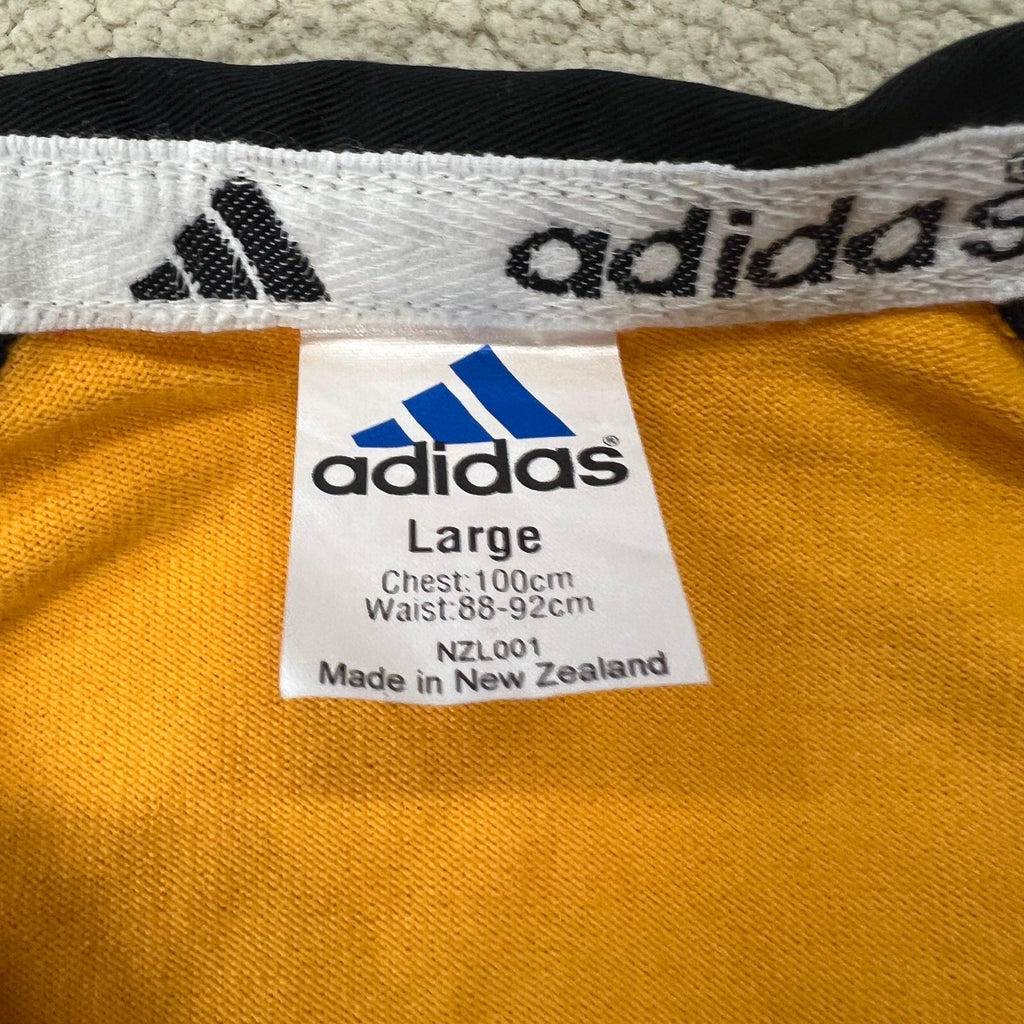 adidas
adidas®
Large
Chest:100cm
Waist:88-92cm
NZL001
Made in New Zealand